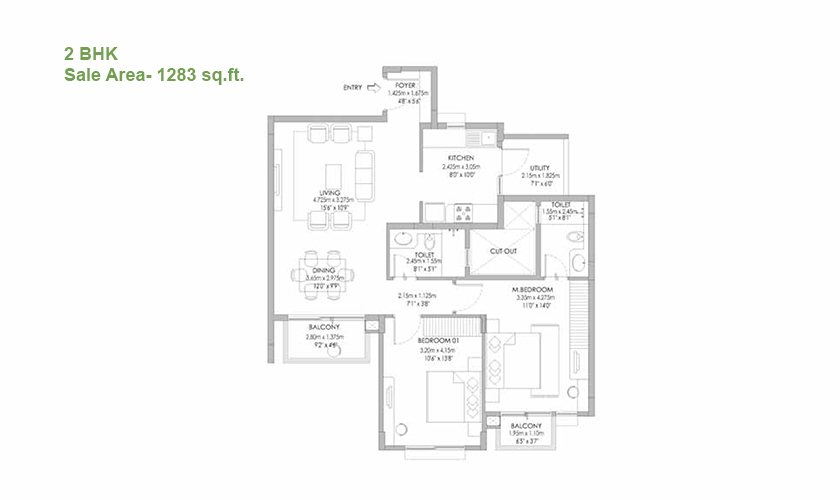 2 BHK
Sale Area- 1283 sq.ft.
ENTRY
FOYER
1.425m x 1.675m
4'8" x 5'6"
KITCHEN
2.425m x 3.05m
8'0" x 10'0"
UTILITY
2.15m x 1.825m
7'1" x 6'0"
LIVING
4.725m x 3.275m
15'6" x 10'9"
TOILET
1.55m x 2.45m
5'1" x 8'1"
TOILET
2.45m x 1.55m
8'1" x 5'1"
CUT OUT
DINING
3.65m x 2.975m
12'0" x 9'9"
M.BEDROOM
3.35m x 4.275m
11'0" x 14'0"
2.15m x 1.125m
7'1" x 3'8"
BALCONY
2.80m x 1.375m
9'2" x 4'6"
BEDROOM 01
3.20m x 4.15m
10'6" x 13'8"
BALCONY
1.95m x 1.10m
6'5" x 3'7"